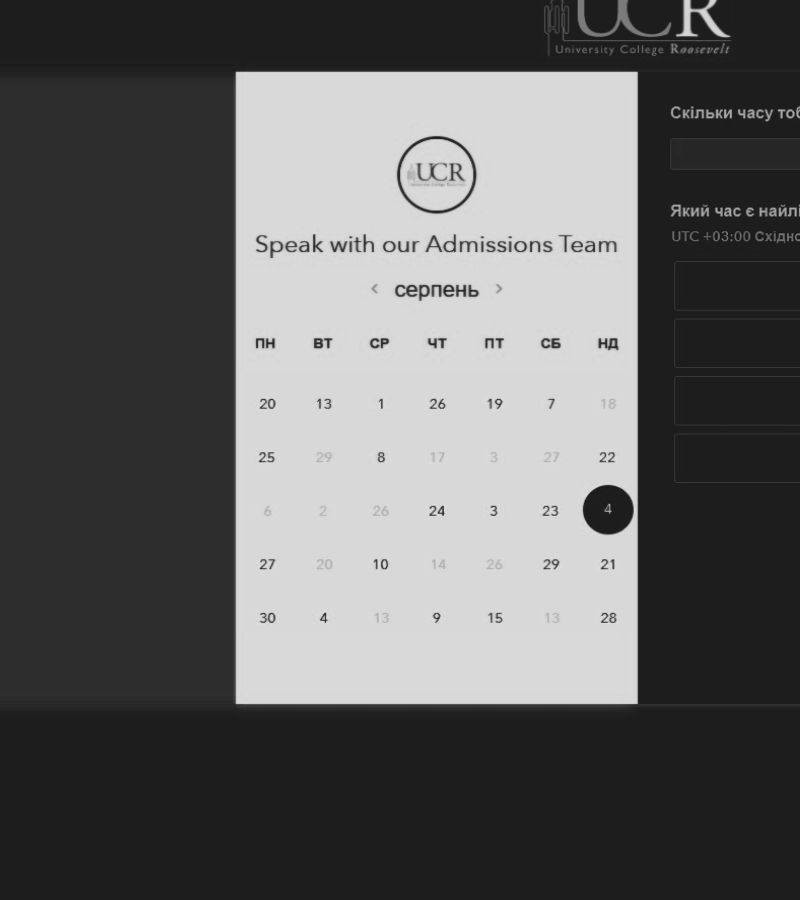 UCR
University College Roosevelt
Скільки часу
UCR
Speak with our Admissions Team
Який час є
UTC +03:00
< серпень >
ПН ВТ СР ЧТ ПТ СБ НД
20 13 1 26 19 7 18
25 29 8 17 3 27 22
6 2 26 24 3 23 4
27 20 10 14 26 29 21
30 4 13 9 15 13 28